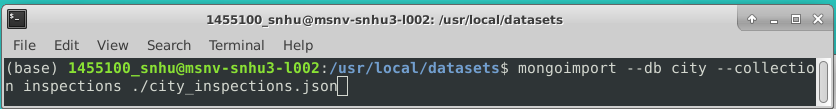 1455100_snhu@msnv-snhu3-l002: /usr/local/datasets
File Edit View Search Terminal Help
(base) 1455100_snhu@msnv-snhu3-l002:/usr/local/datasets$ mongoimport --db city --collectio
n inspections ./city_inspections.json